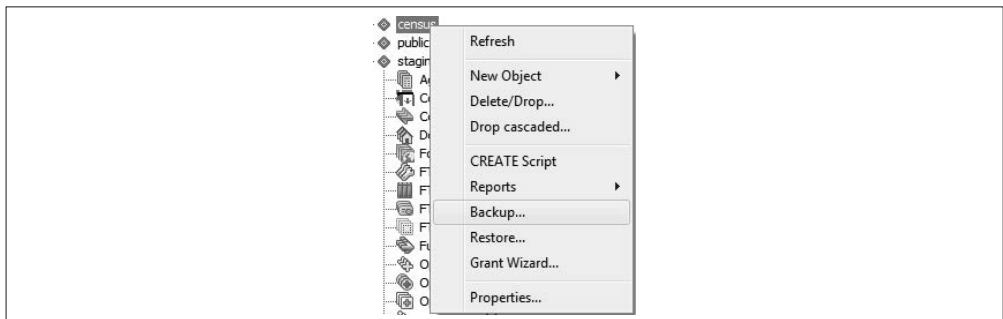 census
public
Refresh
New Object
Delete/Drop...
Drop cascaded...
CREATE Script
Reports
Backup...
Restore...
Grant Wizard...
Properties...